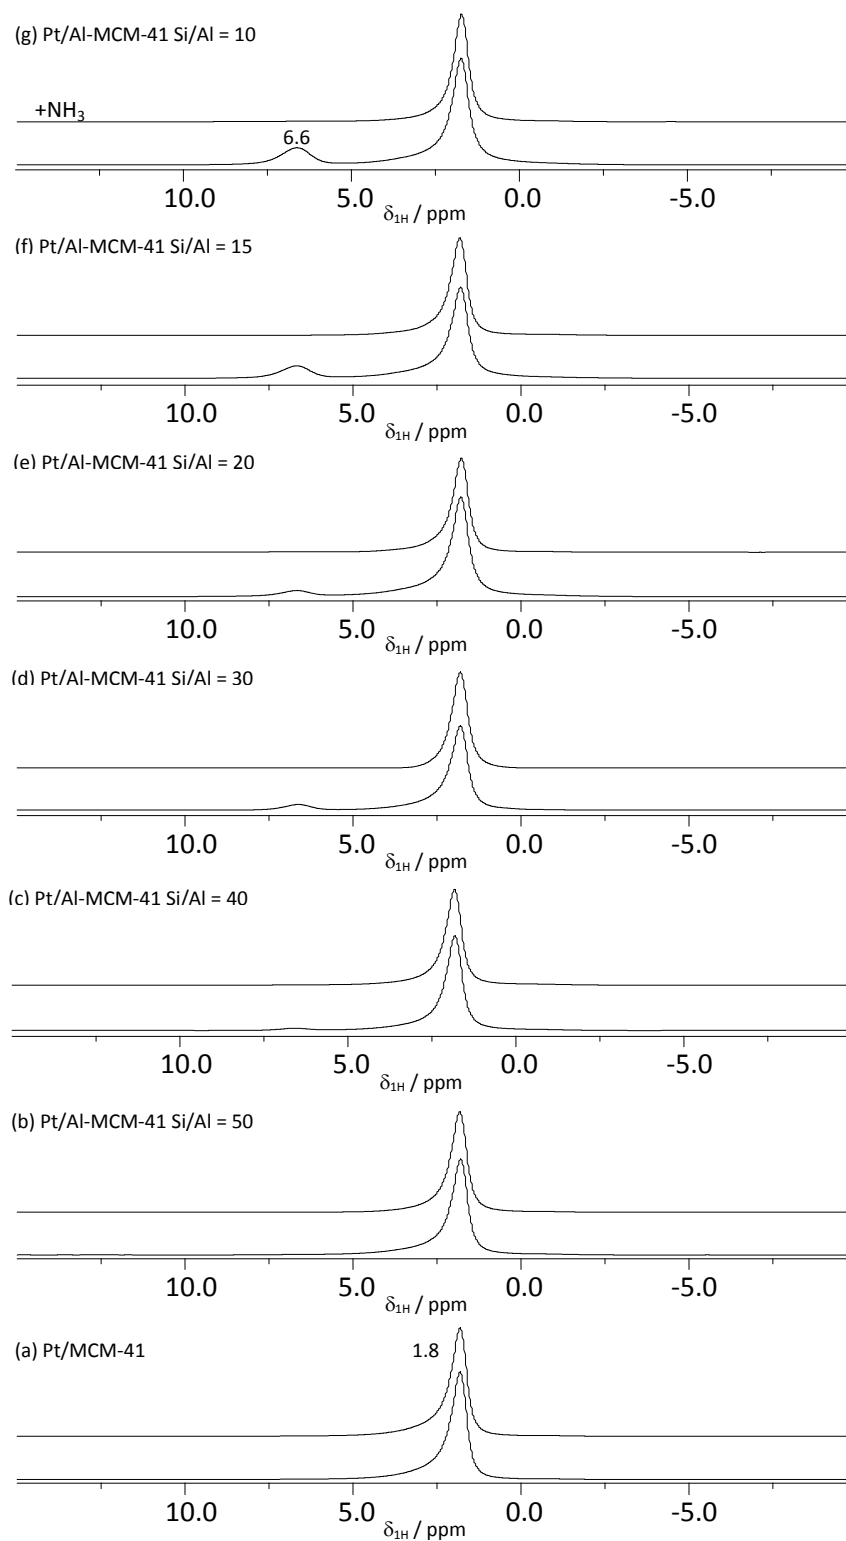 (g) Pt/Al-MCM-41 Si/Al = 10
+NH₃
6.6
10.0 5.0 0.0 -5.0
δ₁H / ppm
(f) Pt/Al-MCM-41 Si/Al = 15
10.0 5.0 0.0 -5.0
δ₁H / ppm
(e) Pt/Al-MCM-41 Si/Al = 20
10.0 5.0 0.0 -5.0
δ₁H / ppm
(d) Pt/Al-MCM-41 Si/Al = 30
10.0 5.0 0.0 -5.0
δ₁H / ppm
(c) Pt/Al-MCM-41 Si/Al = 40
10.0 5.0 0.0 -5.0
δ₁H / ppm
(b) Pt/Al-MCM-41 Si/Al = 50
10.0 5.0 0.0 -5.0
δ₁H / ppm
(a) Pt/MCM-41 1.8
10.0 5.0 0.0 -5.0
δ₁H / ppm